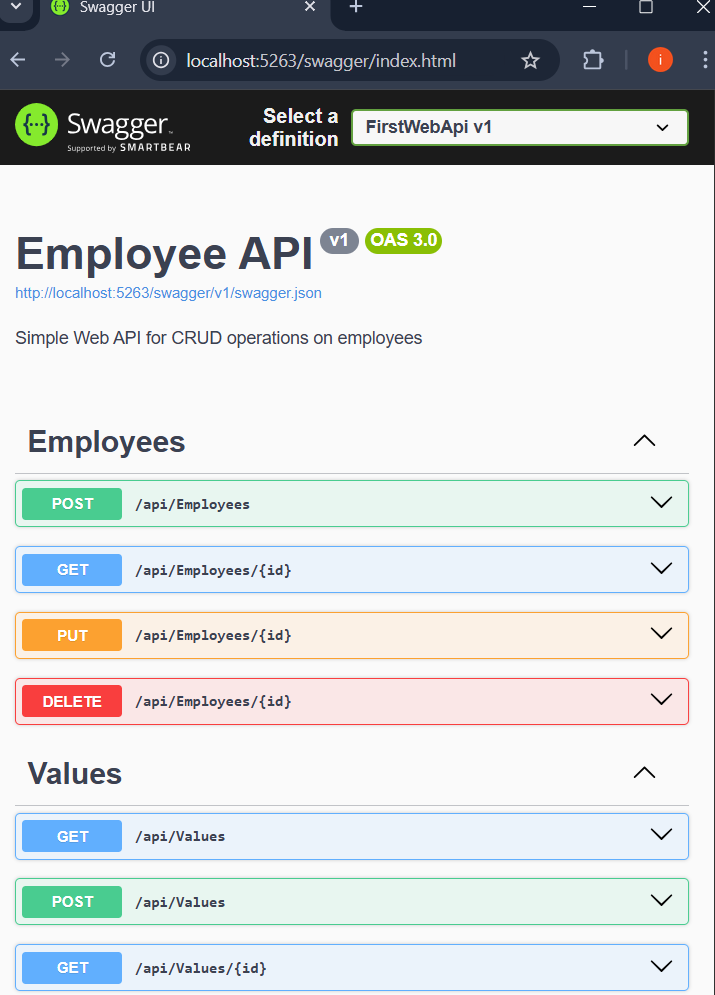 Swagger UI
localhost:5263/swagger/index.html
i
Swagger
Supported by SMARTBEAR
Select a
definition
FirstWebApi v1
Employee API v1 OAS 3.0
http://localhost:5263/swagger/v1/swagger.json
Simple Web API for CRUD operations on employees
Employees
POST /api/Employees
GET /api/Employees/{id}
PUT /api/Employees/{id}
DELETE /api/Employees/{id}
Values
GET /api/Values
POST /api/Values
GET /api/Values/{id}